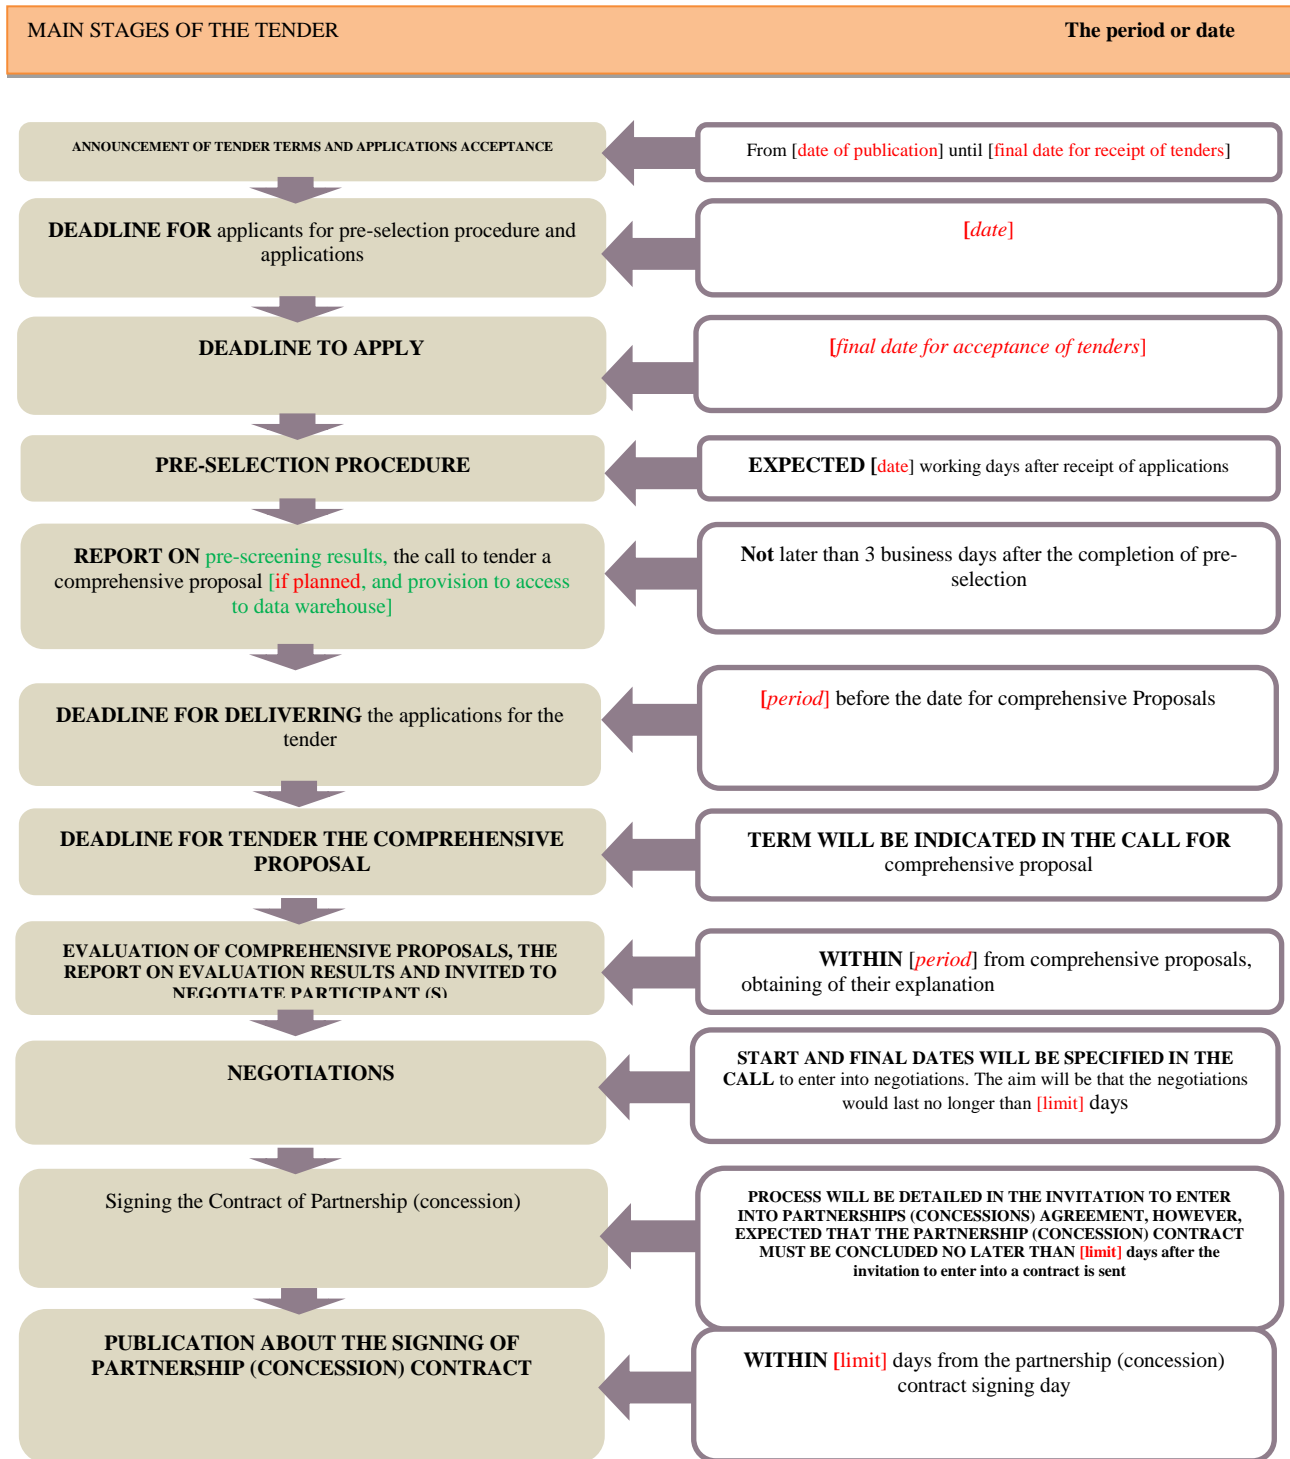 MAIN STAGES OF THE TENDER The period or date
ANNOUNCEMENT OF TENDER TERMS AND APPLICATIONS ACCEPTANCE
From [date of publication] until [final date for receipt of tenders]
DEADLINE FOR applicants for pre-selection procedure and
applications
[date]
DEADLINE TO APPLY
[final date for acceptance of tenders]
PRE-SELECTION PROCEDURE
EXPECTED [date] working days after receipt of applications
REPORT ON pre-screening results, the call to tender a
comprehensive proposal [if planned, and provision to access
to data warehouse]
Not later than 3 business days after the completion of pre-
selection
DEADLINE FOR DELIVERING the applications for the
tender
[period] before the date for comprehensive Proposals
DEADLINE FOR TENDER THE COMPREHENSIVE
PROPOSAL
TERM WILL BE INDICATED IN THE CALL FOR
comprehensive proposal
EVALUATION OF COMPREHENSIVE PROPOSALS, THE
REPORT ON EVALUATION RESULTS AND INVITED TO
NEGOTIATE PARTICIPANT (S)
WITHIN [period] from comprehensive proposals,
obtaining of their explanation
NEGOTIATIONS
START AND FINAL DATES WILL BE SPECIFIED IN THE
CALL to enter into negotiations. The aim will be that the negotiations
would last no longer than [limit] days
Signing the Contract of Partnership (concession)
PROCESS WILL BE DETAILED IN THE INVITATION TO ENTER
INTO PARTNERSHIPS (CONCESSIONS) AGREEMENT, HOWEVER,
EXPECTED THAT THE PARTNERSHIP (CONCESSION) CONTRACT
MUST BE CONCLUDED NO LATER THAN [limit] days after the
invitation to enter into a contract is sent
PUBLICATION ABOUT THE SIGNING OF
PARTNERSHIP (CONCESSION) CONTRACT
WITHIN [limit] days from the partnership (concession)
contract signing day